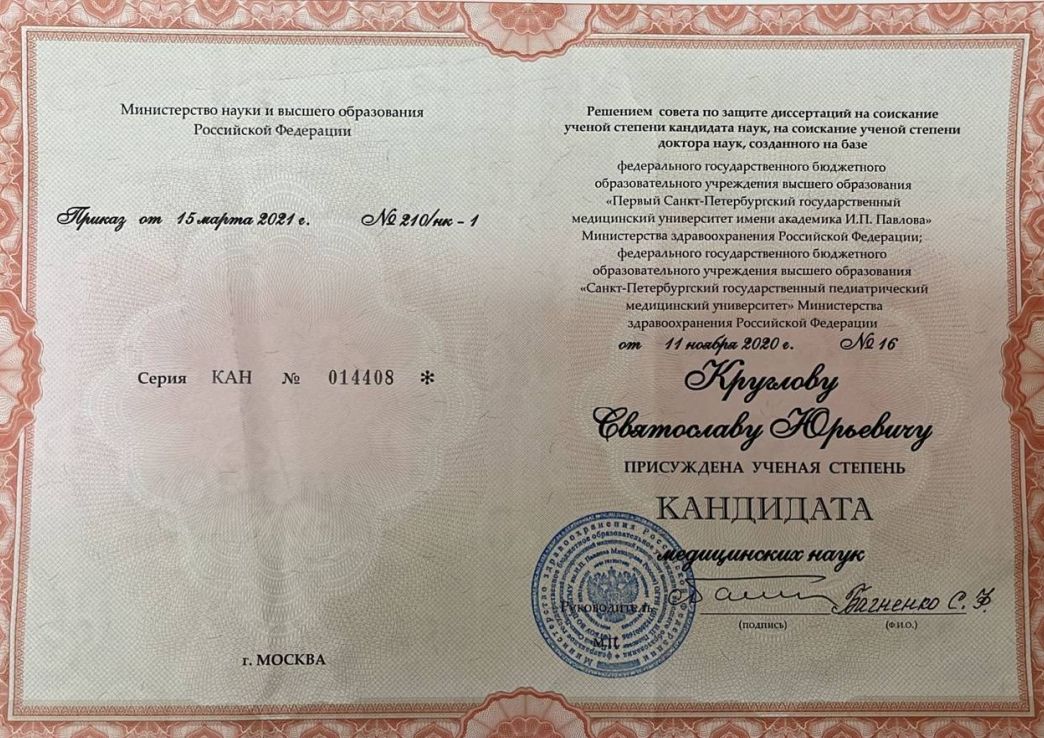 Министерство науки и высшего образования
Российской Федерации
Приказ от 15 марта 2021 г. № 210/нк - 1
Серия КАН № 014408 *
г. МОСКВА
Решением совета по защите диссертаций на соискание
ученой степени кандидата наук, на соискание ученой степени
доктора наук, созданного на базе
федерального государственного бюджетного
образовательного учреждения высшего образования
«Первый Санкт-Петербургский государственный
медицинский университет имени академика И.П. Павлова»
Министерства здравоохранения Российской Федерации;
федерального государственного бюджетного
образовательного учреждения высшего образования
«Санкт-Петербургский государственный педиатрический
медицинский университет» Министерства
здравоохранения Российской Федерации
от 11 ноября 2020 г. № 16
Круглову
Святославу Юрьевичу
ПРИСУЖДЕНА УЧЕНАЯ СТЕПЕНЬ
КАНДИДАТА
медицинских наук
Руководитель
Багненко С. Ф.
(подпись) (Ф.И.О.)
М.П.